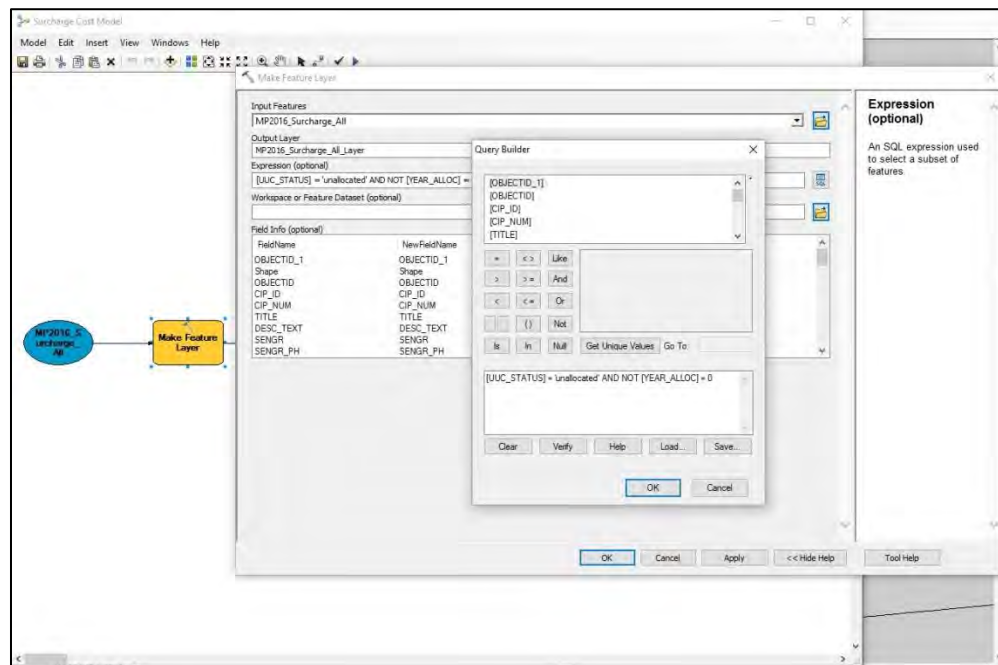 Surcharge Cost Model
Model Edit Insert View Windows Help
Make Feature Layer
Input Features
MP2016_Surcharge_All
Output Layer
MP2016_Surcharge_All_Layer
Expression (optional)
[UUC_STATUS] = 'unallocated' AND NOT [YEAR_ALLOC] =
Workspace or Feature Dataset (optional)
Field Info (optional)
FieldName NewFieldName
OBJECTID_1 OBJECTID_1
Shape Shape
OBJECTID OBJECTID
CIP_ID CIP_ID
CIP_NUM CIP_NUM
TITLE TITLE
DESC_TEXT DESC_TEXT
SENGR SENGR
SENGR_PH SENGR_PH
Query Builder
[OBJECTID_1]
[OBJECTID]
[CIP_ID]
[CIP_NUM]
[TITLE]
= < > Like
> > = And
< < = Or
( ) Not
Is In Null Get Unique Values Go To:
[UUC_STATUS] = 'unallocated' AND NOT [YEAR_ALLOC] = 0
Clear Verify Help Load... Save...
OK Cancel
Expression
(optional)
An SQL expression used
to select a subset of
features.
MP2016_S
urcharge_
All
Make Feature
Layer
OK Cancel Apply << Hide Help Tool Help